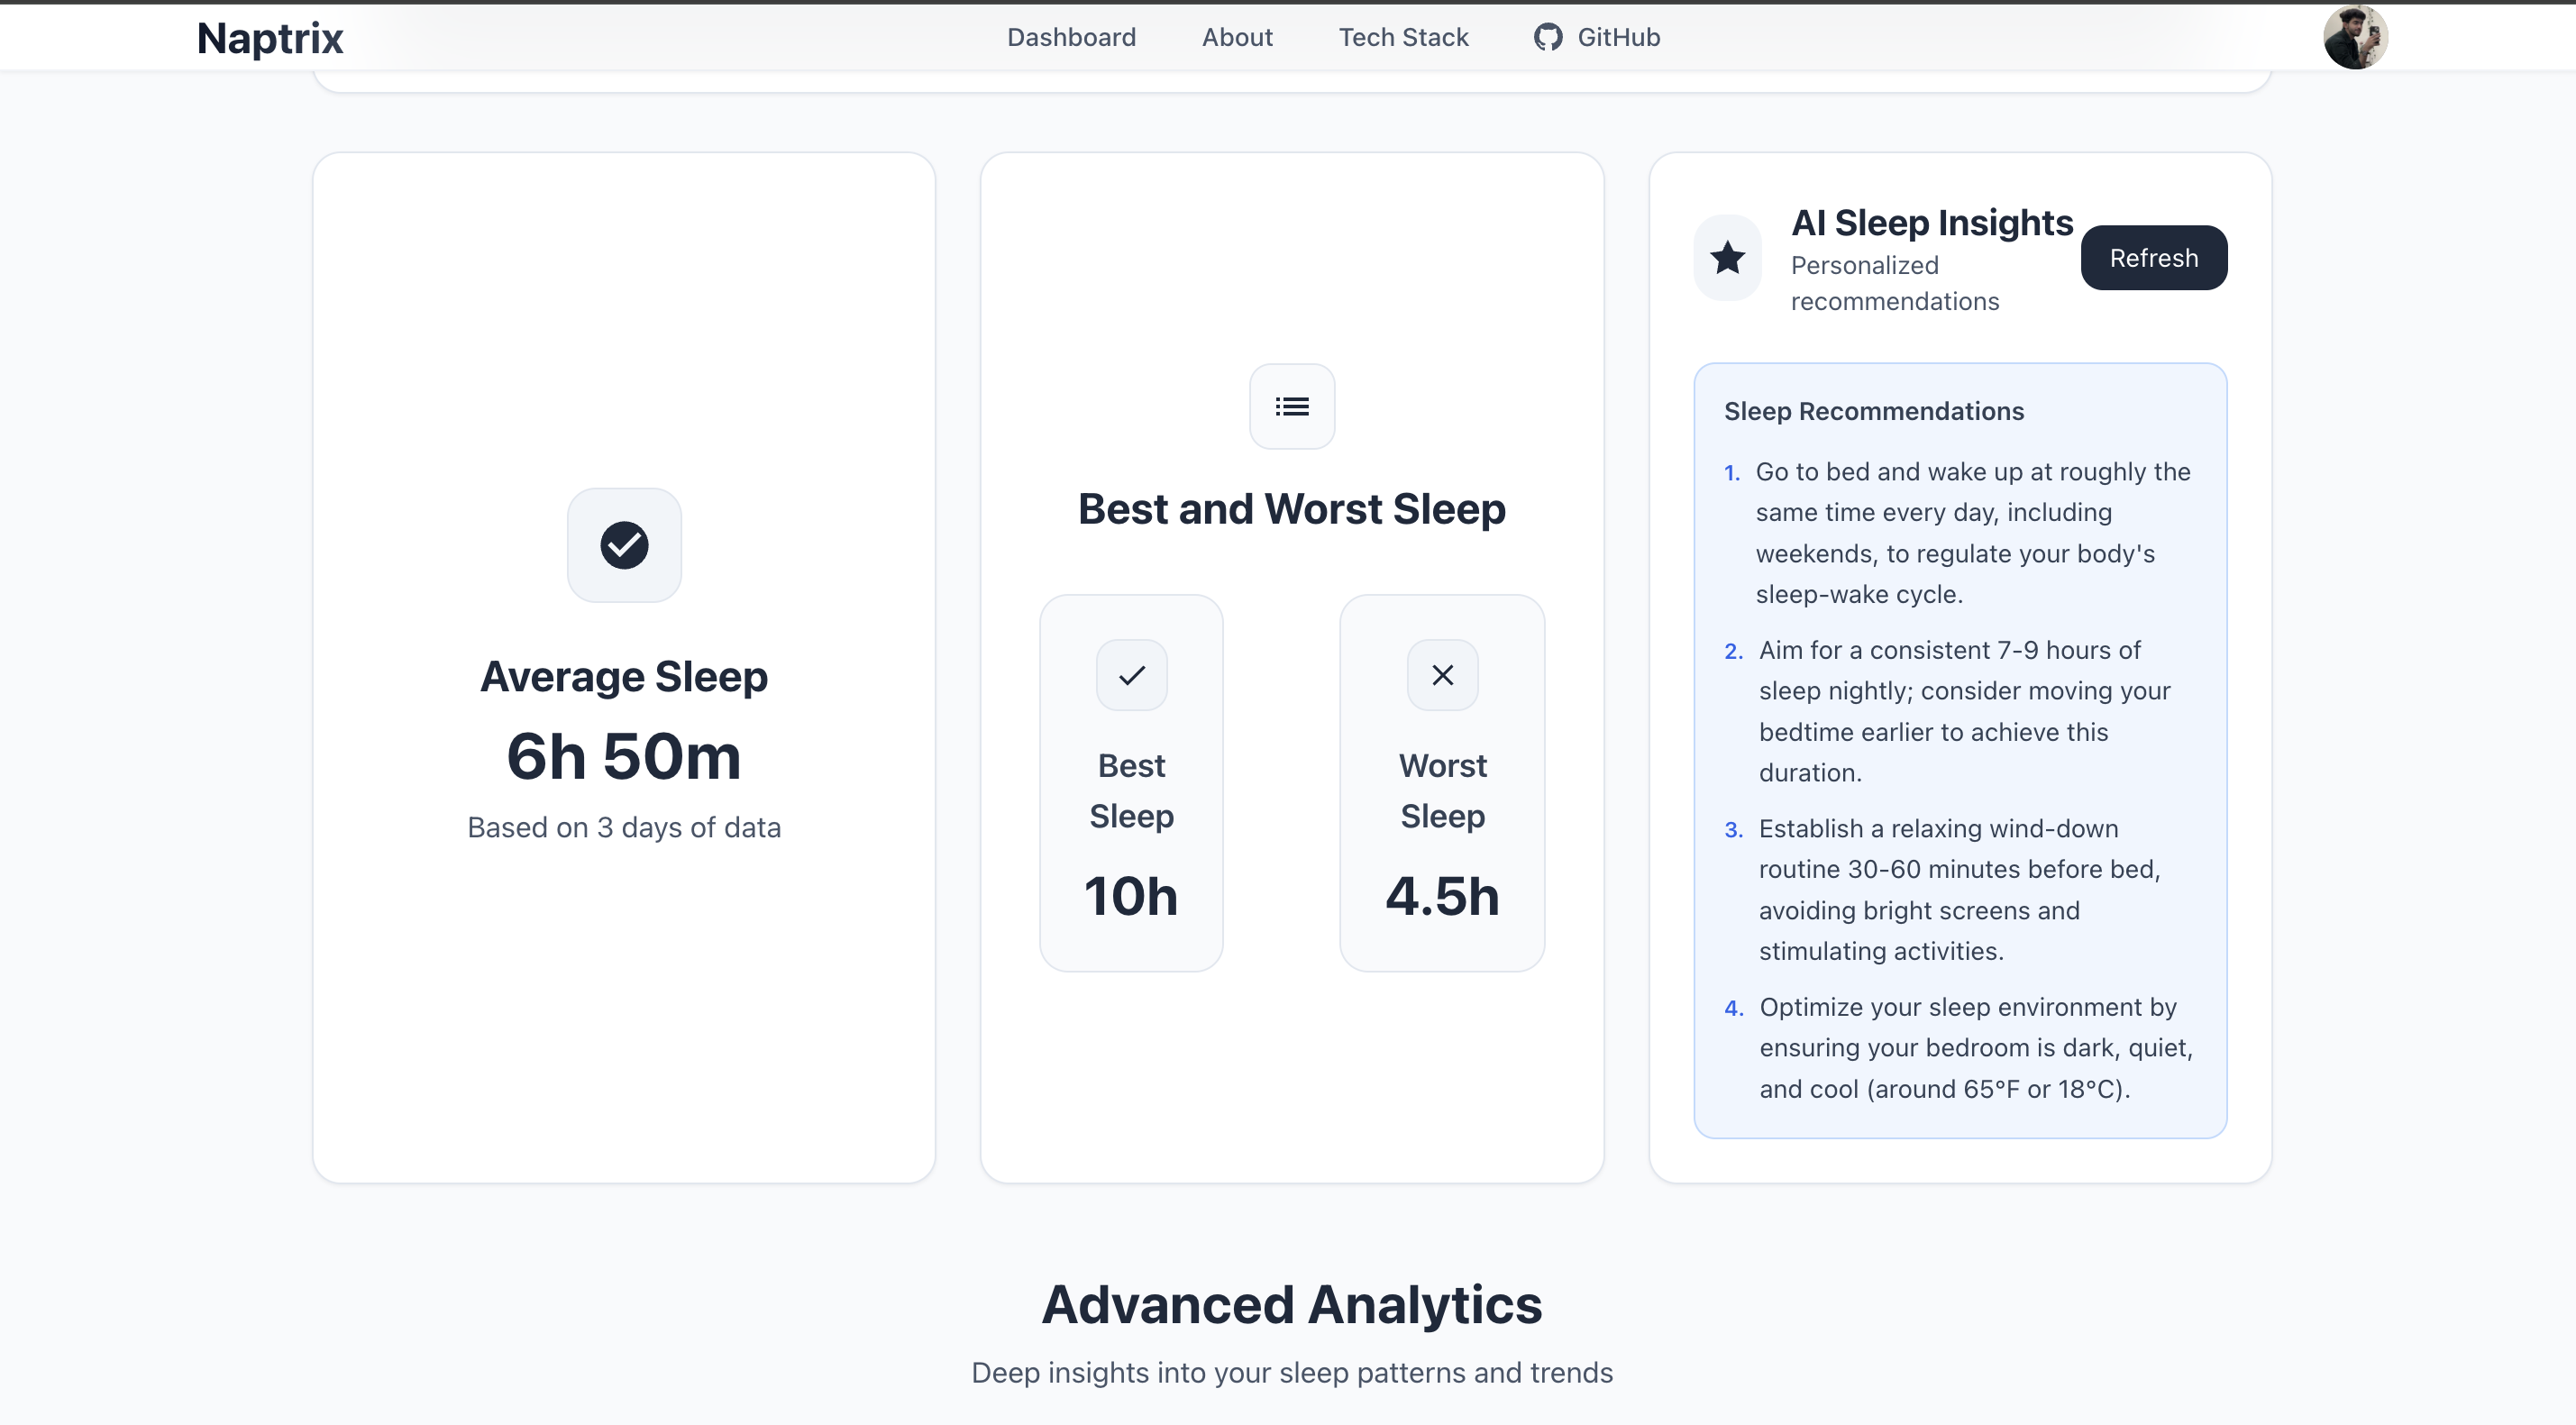 Naptrix
Dashboard
About
Tech Stack
GitHub
Average Sleep
6h 50m
Based on 3 days of data
Best and Worst Sleep
Best
Sleep
10h
Worst
Sleep
4.5h
AI Sleep Insights
Personalized
recommendations
Refresh
Sleep Recommendations
1. Go to bed and wake up at roughly the
same time every day, including
weekends, to regulate your body's
sleep-wake cycle.
2. Aim for a consistent 7-9 hours of
sleep nightly; consider moving your
bedtime earlier to achieve this
duration.
3. Establish a relaxing wind-down
routine 30-60 minutes before bed,
avoiding bright screens and
stimulating activities.
4. Optimize your sleep environment by
ensuring your bedroom is dark, quiet,
and cool (around 65°F or 18°C).
Advanced Analytics
Deep insights into your sleep patterns and trends